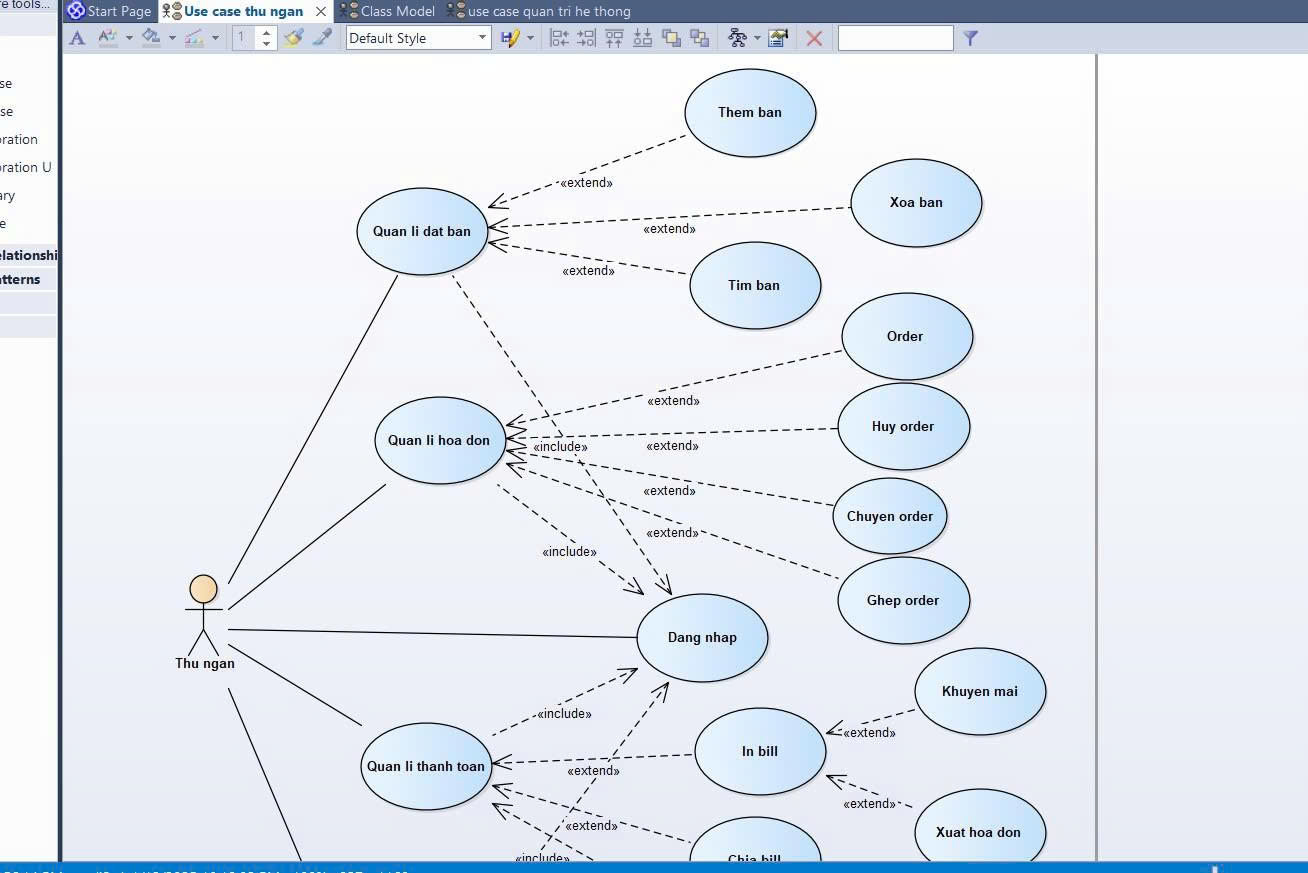 re tools...
Start Page
Use case thu ngan
Class Model
use case quan tri he thong
1
Default Style
se
se
oration
oration U
ary
e
elationshi
atterns
Them ban
«extend»
Xoa ban
Quan li dat ban
«extend»
«extend»
Tim ban
Order
«extend»
Huy order
Quan li hoa don
«include»
«extend»
«extend»
Chuyen order
«extend»
«include»
Ghep order
Dang nhap
Thu ngan
Khuyen mai
«include»
«extend»
In bill
Quan li thanh toan
«extend»
«extend»
«extend»
Xuat hoa don
«include»
Chia bill